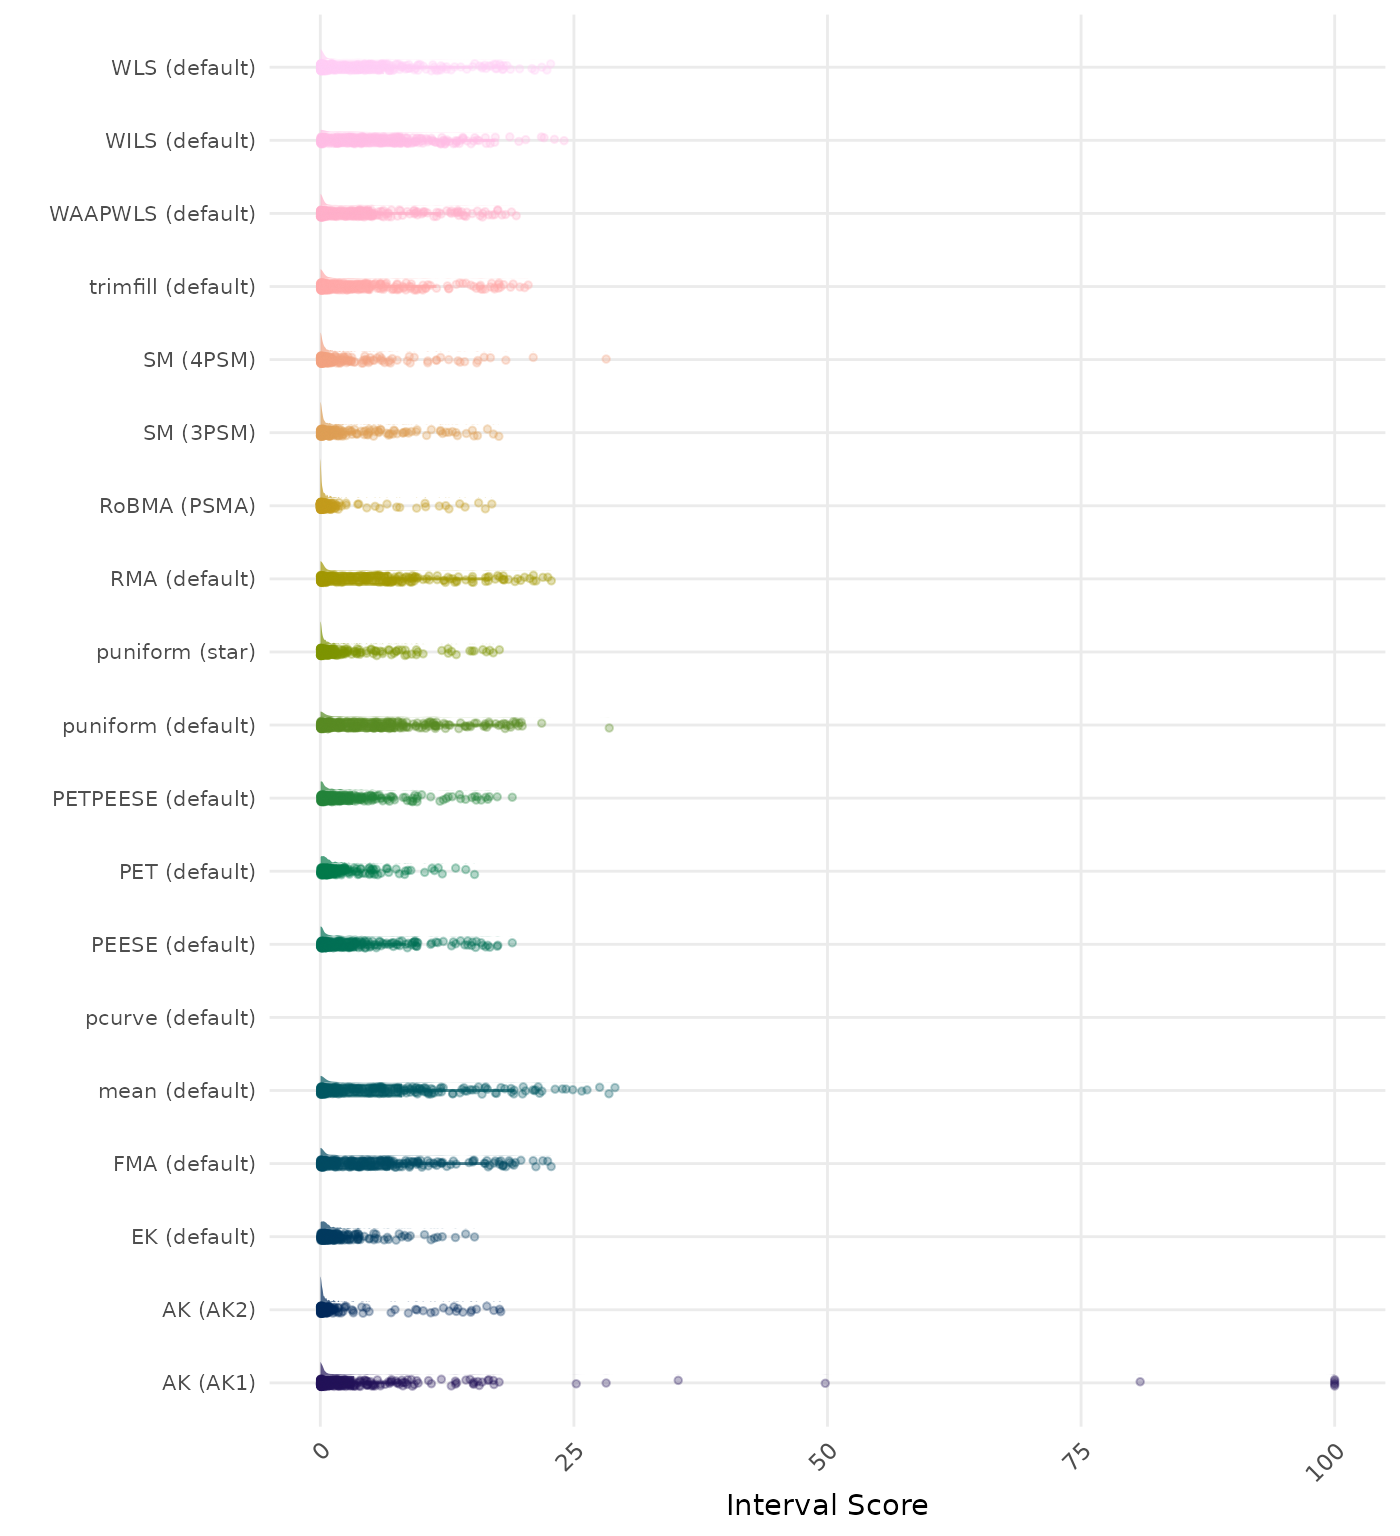 WLS (default)
WILS (default)
WAAPWLS (default)
trimfill (default)
SM (4PSM)
SM (3PSM)
RoBMA (PSMA)
RMA (default)
puniform (star)
puniform (default)
PETPEESE (default)
PET (default)
PEESE (default)
pcurve (default)
mean (default)
FMA (default)
EK (default)
AK (AK2)
AK (AK1)
0 25 50 75 100
Interval Score